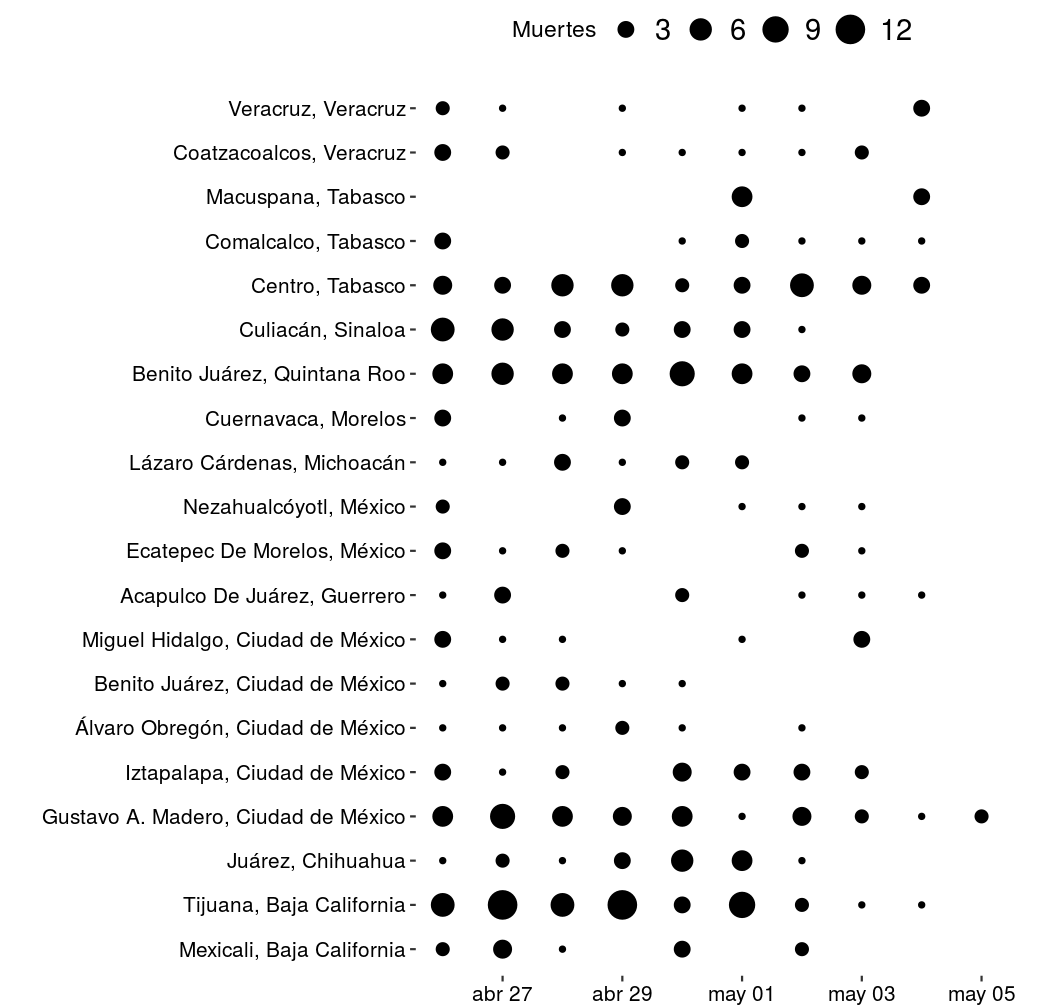 Muertes 3 6 9 12
Veracruz, Veracruz
Coatzacoalcos, Veracruz
Macuspana, Tabasco
Comalcalco, Tabasco
Centro, Tabasco
Culiacán, Sinaloa
Benito Juárez, Quintana Roo
Cuernavaca, Morelos
Lázaro Cárdenas, Michoacán
Nezahualcóyotl, México
Ecatepec De Morelos, México
Acapulco De Juárez, Guerrero
Miguel Hidalgo, Ciudad de México
Benito Juárez, Ciudad de México
Álvaro Obregón, Ciudad de México
Iztapalapa, Ciudad de México
Gustavo A. Madero, Ciudad de México
Juárez, Chihuahua
Tijuana, Baja California
Mexicali, Baja California
abr 27 abr 29 may 01 may 03 may 05